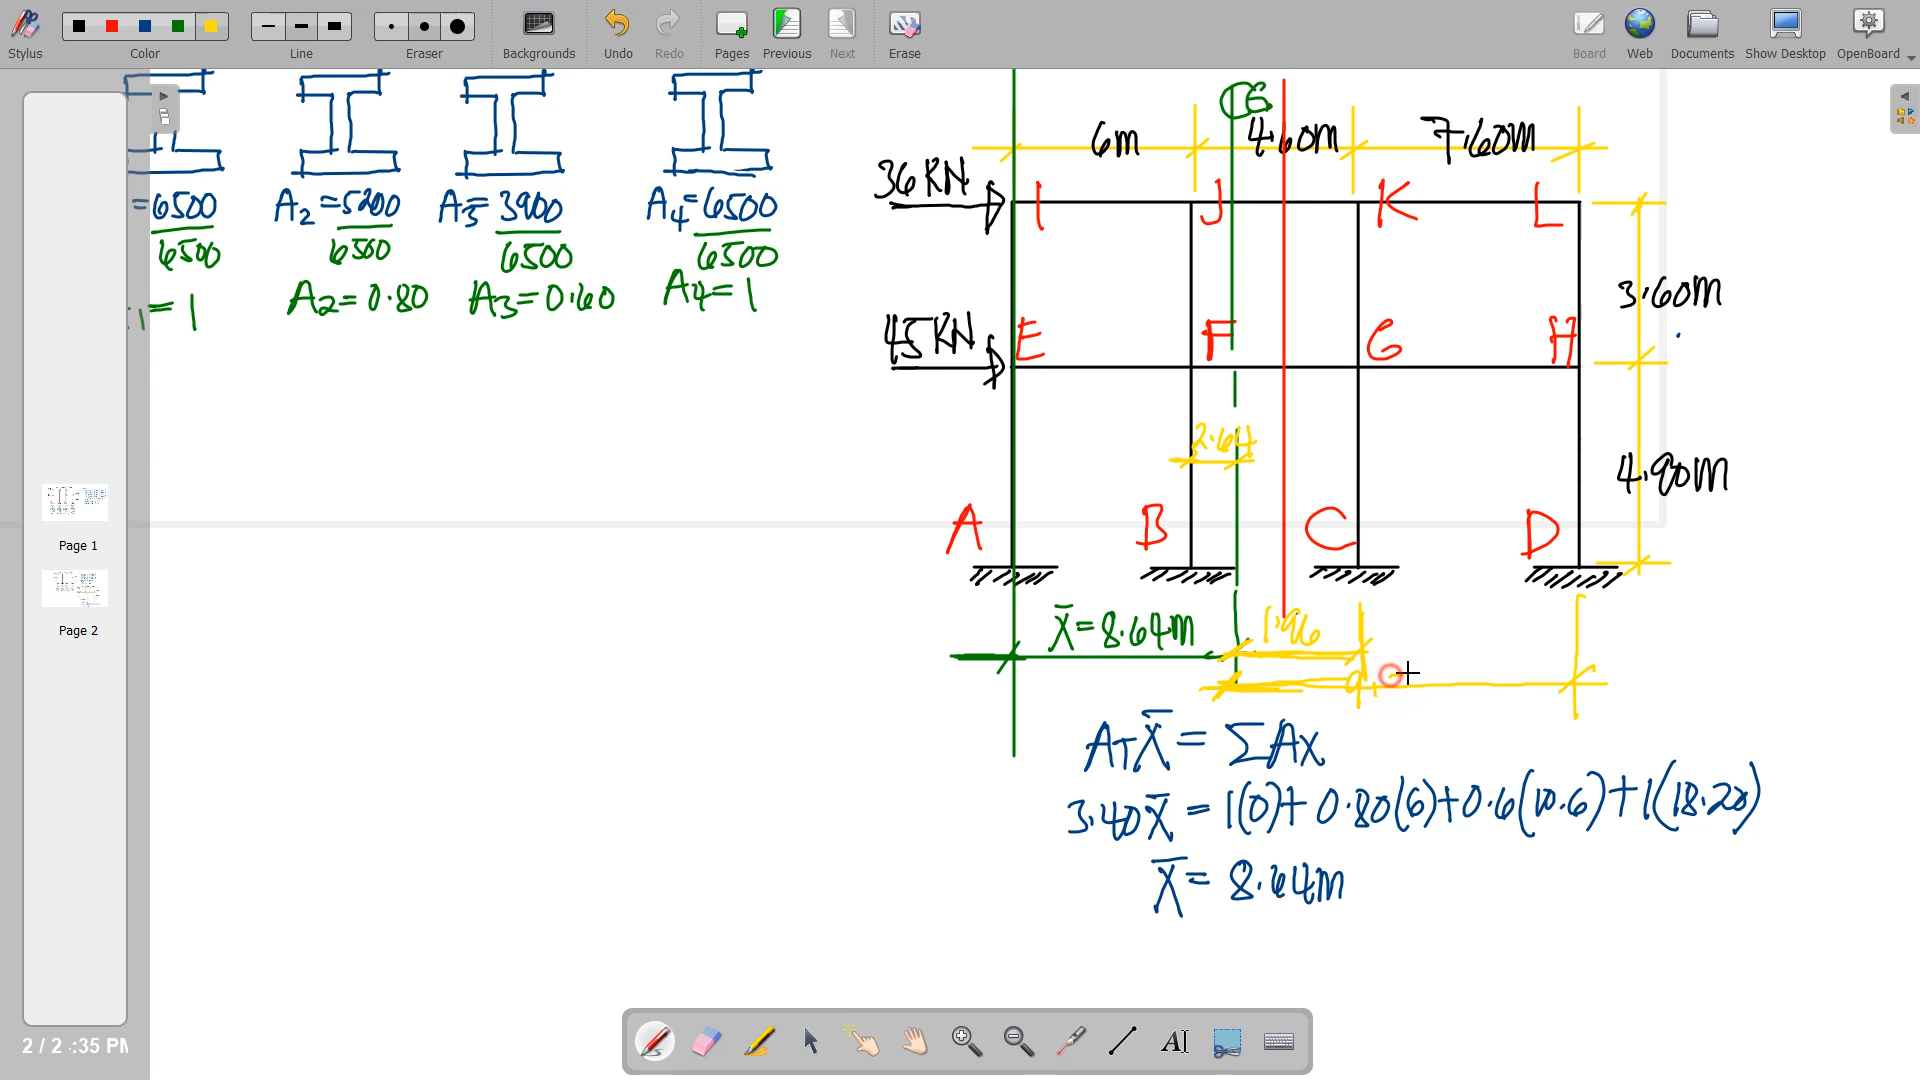 Stylus Color Line Eraser Backgrounds Undo Redo Pages Previous Next Erase Board Web Documents Show Desktop OpenBoard
=6500
6500
=1
A2=5200
6500
A2=0.80
A3=3900
6500
A3=0.60
A4=6500
6500
A4=1
CG
6m 4.60m 7.60m
36KN
I J K L
3.60m
45KN
E F G H
2.64
4.90m
A B C D
X̄=8.64m 1.96
9.
ATX̄ = ΣAx
3.40X̄ = 1(0)+0.80(6)+0.6(10.6)+1(18.20)
X̄ = 8.64m
Page 1
Page 2
2 / 2
:35 PM